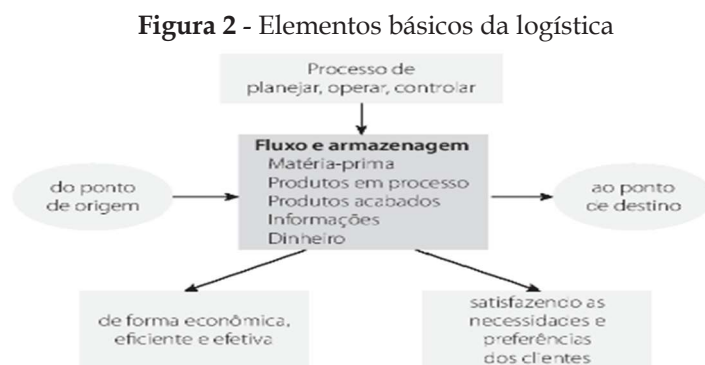 Figura 2 - Elementos básicos da logística
Processo de
planejar, operar, controlar
Fluxo e armazenagem
Matéria-prima
Produtos em processo
Produtos acabados
Informações
Dinheiro
do ponto
de origem
ao ponto
de destino
de forma econômica,
eficiente e efetiva
satisfazendo as
necessidades e
preferências
dos clientes